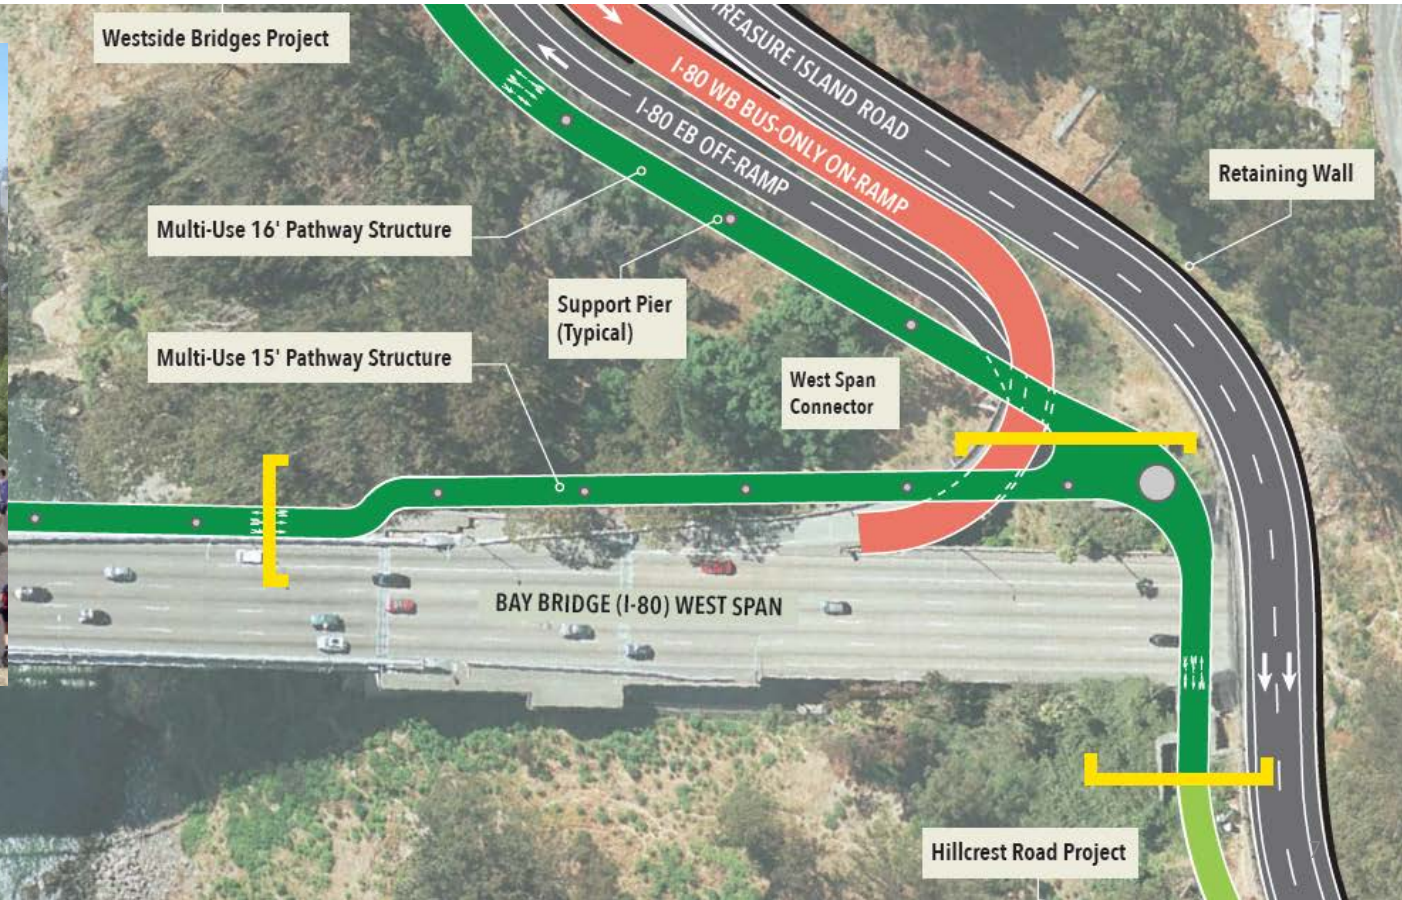 Westside Bridges Project
TREASURE ISLAND ROAD
I-80 WB BUS-ONLY ON-RAMP
I-80 EB OFF-RAMP
Retaining Wall
Multi-Use 16' Pathway Structure
Support Pier
(Typical)
Multi-Use 15' Pathway Structure
West Span
Connector
BAY BRIDGE (I-80) WEST SPAN
Hillcrest Road Project